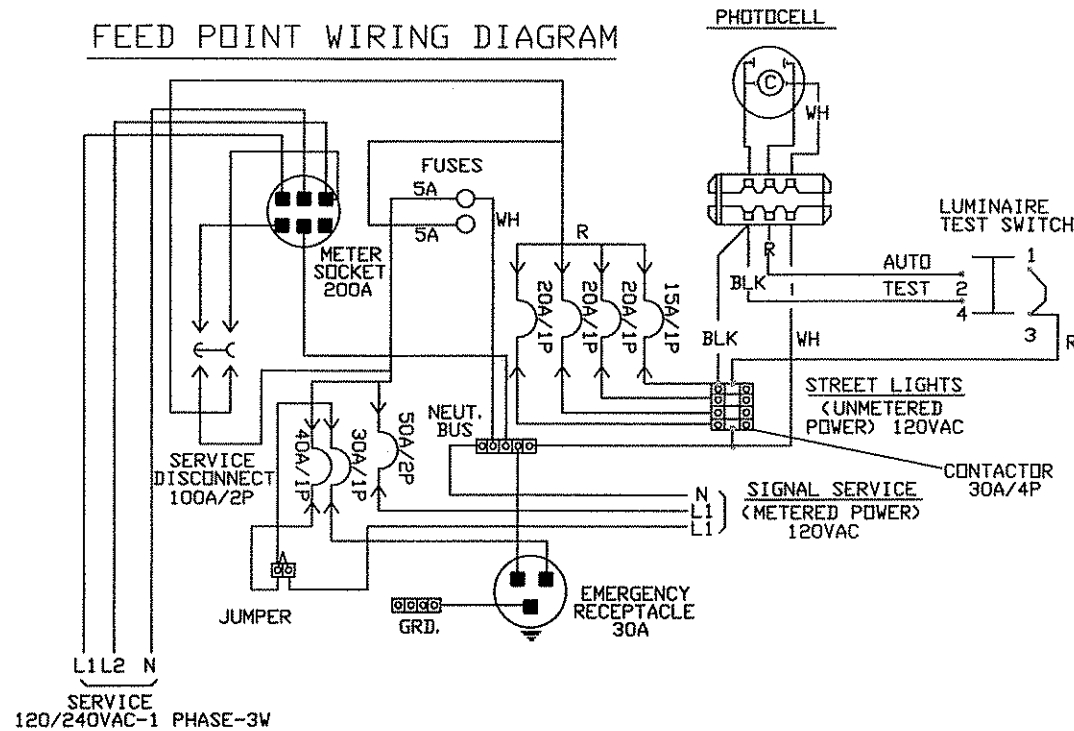 FEED POINT WIRING DIAGRAM
PHOTOCELL
C
WH
FUSES
5A
5A
WH
METER
SOCKET
200A
R
20A/1P
20A/1P
20A/1P
15A/1P
R
BLK
BLK
WH
LUMINAIRE
TEST SWITCH
AUTO
TEST
1
2
4
3
R
STREET LIGHTS
(UNMETERED
POWER) 120VAC
CONTACTOR
30A/4P
NEUT.
BUS
SERVICE
DISCONNECT
100A/2P
40A/1P
30A/1P
50A/2P
N
L1
L1
SIGNAL SERVICE
(METERED POWER)
120VAC
JUMPER
GRD.
EMERGENCY
RECEPTACLE
30A
L1 L2 N
SERVICE
120/240VAC-1 PHASE-3W